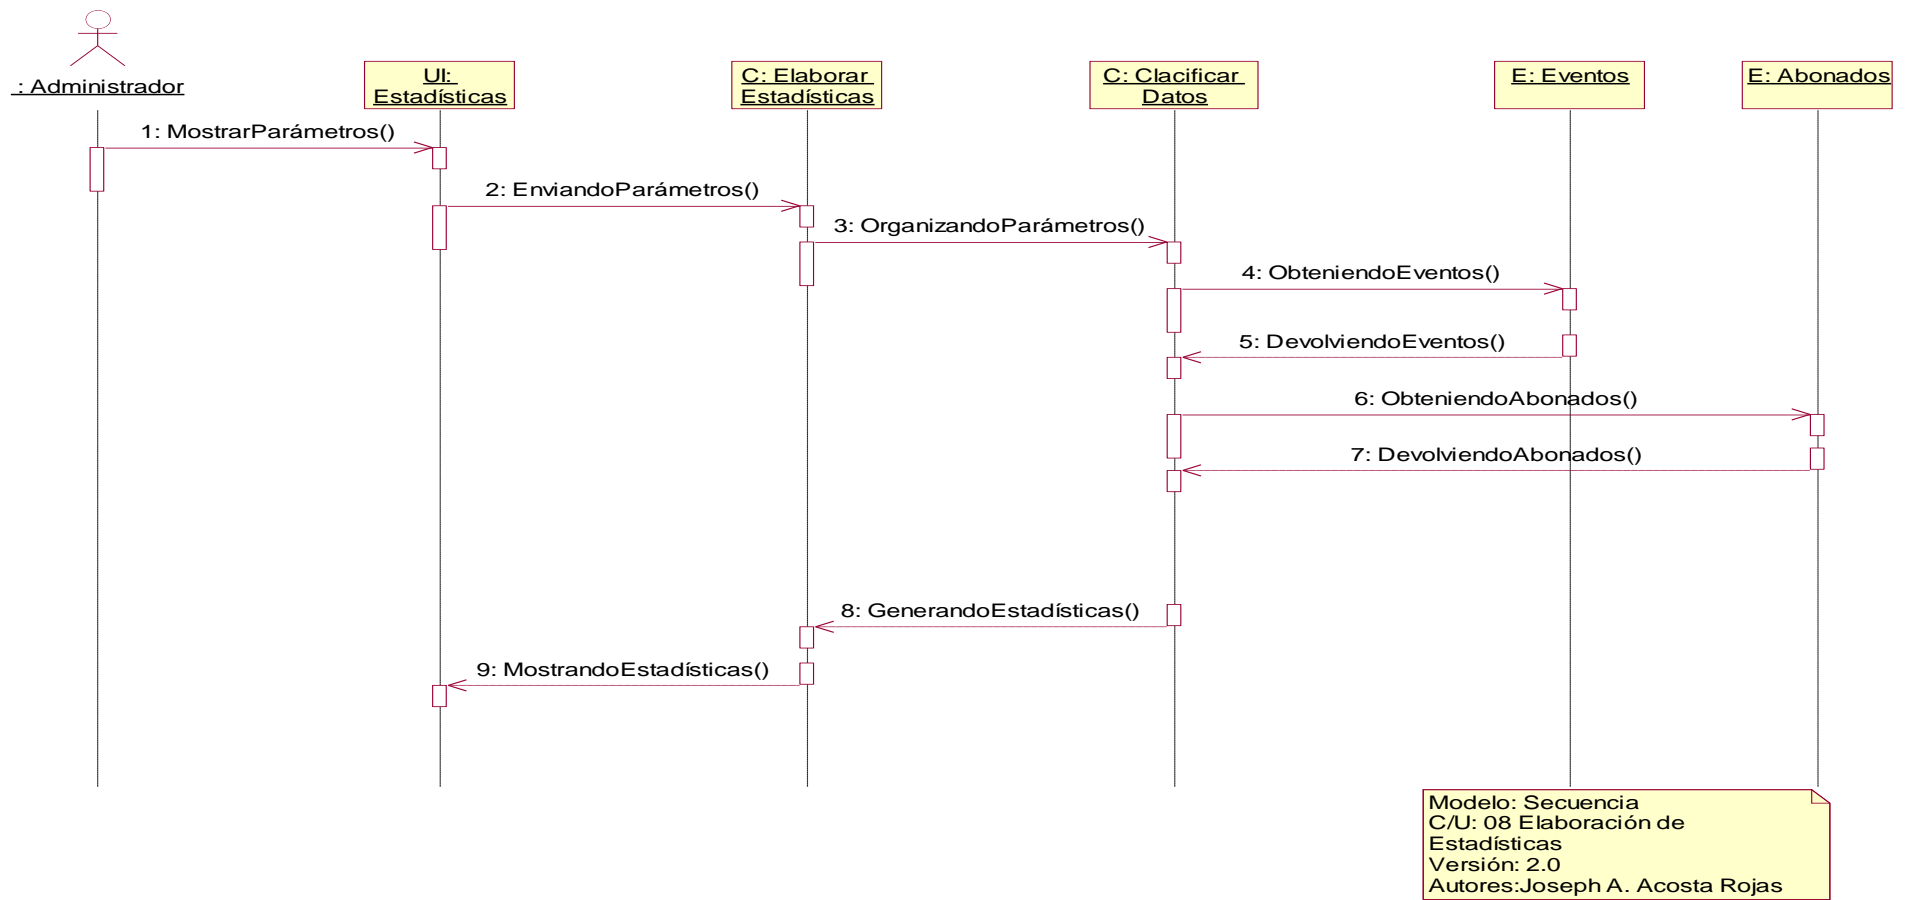 : Administrador
UI:
Estadísticas
C: Elaborar
Estadísticas
C: Clacificar
Datos
E: Eventos
E: Abonados
1: MostrarParámetros()
2: EnviandoParámetros()
3: OrganizandoParámetros()
4: ObteniendoEventos()
5: DevolviendoEventos()
6: ObteniendoAbonados()
7: DevolviendoAbonados()
8: GenerandoEstadísticas()
9: MostrandoEstadísticas()
Modelo: Secuencia
C/U: 08 Elaboración de
Estadísticas
Versión: 2.0
Autores:Joseph A. Acosta Rojas